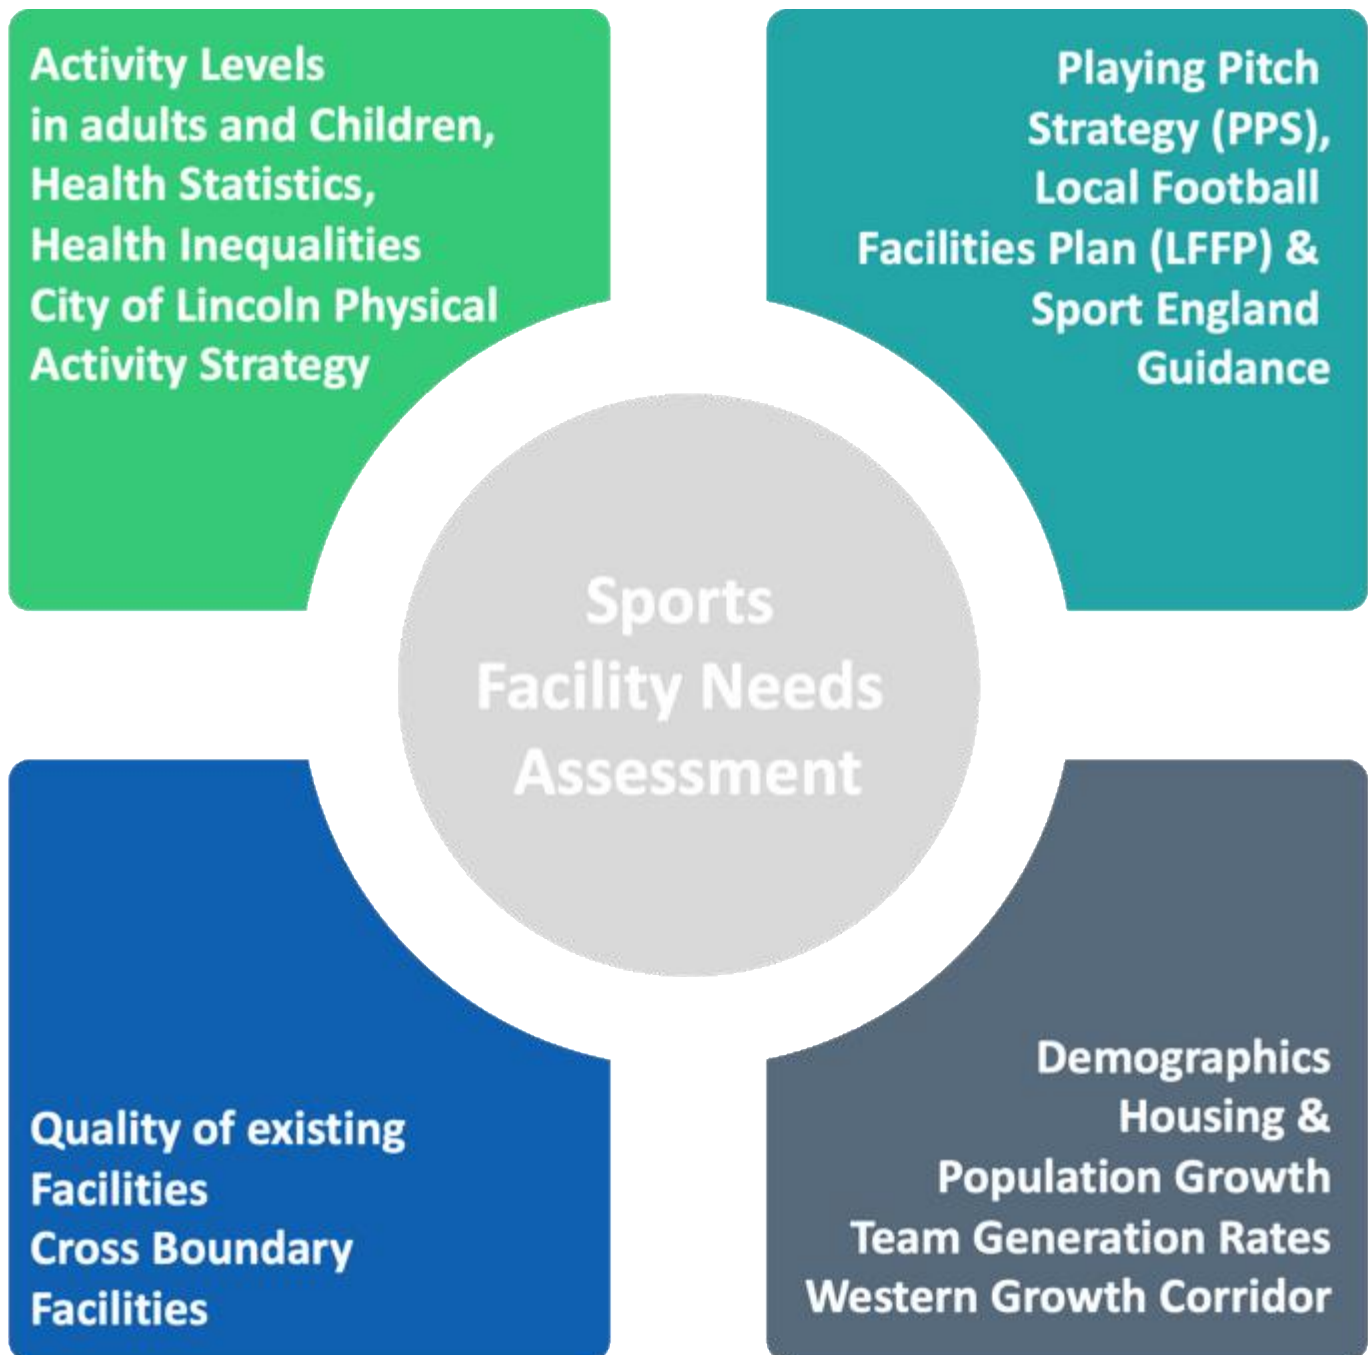 Activity Levels
in adults and Children,
Health Statistics,
Health Inequalities
City of Lincoln Physical
Activity Strategy
Playing Pitch
Strategy (PPS),
Local Football
Facilities Plan (LFFP) &
Sport England
Guidance
Sports
Facility Needs
Assessment
Quality of existing
Facilities
Cross Boundary
Facilities
Demographics
Housing &
Population Growth
Team Generation Rates
Western Growth Corridor